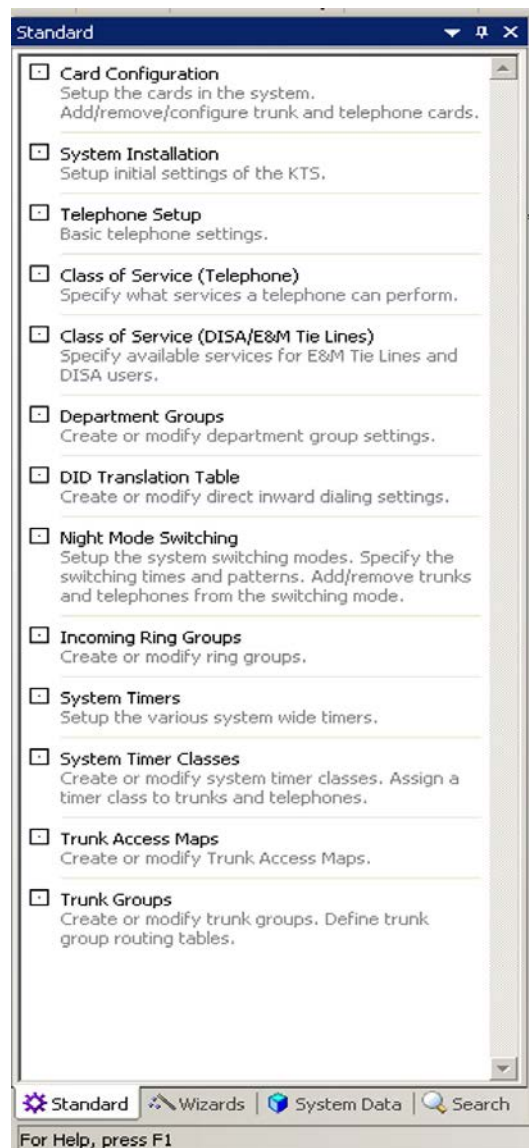 Standard
Card Configuration
Setup the cards in the system.
Add/remove/configure trunk and telephone cards.
System Installation
Setup initial settings of the KTS.
Telephone Setup
Basic telephone settings.
Class of Service (Telephone)
Specify what services a telephone can perform.
Class of Service (DISA/E&M Tie Lines)
Specify available services for E&M Tie Lines and
DISA users.
Department Groups
Create or modify department group settings.
DID Translation Table
Create or modify direct inward dialing settings.
Night Mode Switching
Setup the system switching modes. Specify the
switching times and patterns. Add/remove trunks
and telephones from the switching mode.
Incoming Ring Groups
Create or modify ring groups.
System Timers
Setup the various system wide timers.
System Timer Classes
Create or modify system timer classes. Assign a
timer class to trunks and telephones.
Trunk Access Maps
Create or modify Trunk Access Maps.
Trunk Groups
Create or modify trunk groups. Define trunk
group routing tables.
Standard Wizards System Data Search
For Help, press F1